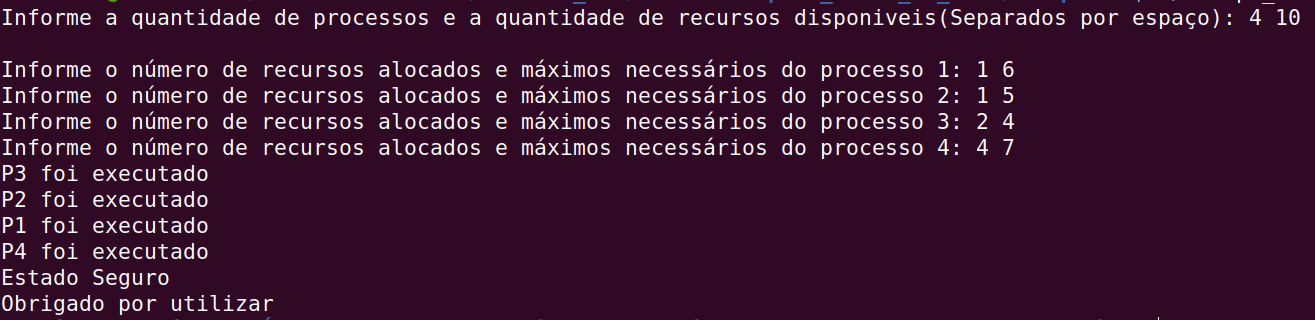 Informe a quantidade de processos e a quantidade de recursos disponiveis(Separados por espaço): 4 10
Informe o número de recursos alocados e máximos necessários do processo 1: 1 6
Informe o número de recursos alocados e máximos necessários do processo 2: 1 5
Informe o número de recursos alocados e máximos necessários do processo 3: 2 4
Informe o número de recursos alocados e máximos necessários do processo 4: 4 7
P3 foi executado
P2 foi executado
P1 foi executado
P4 foi executado
Estado Seguro
Obrigado por utilizar